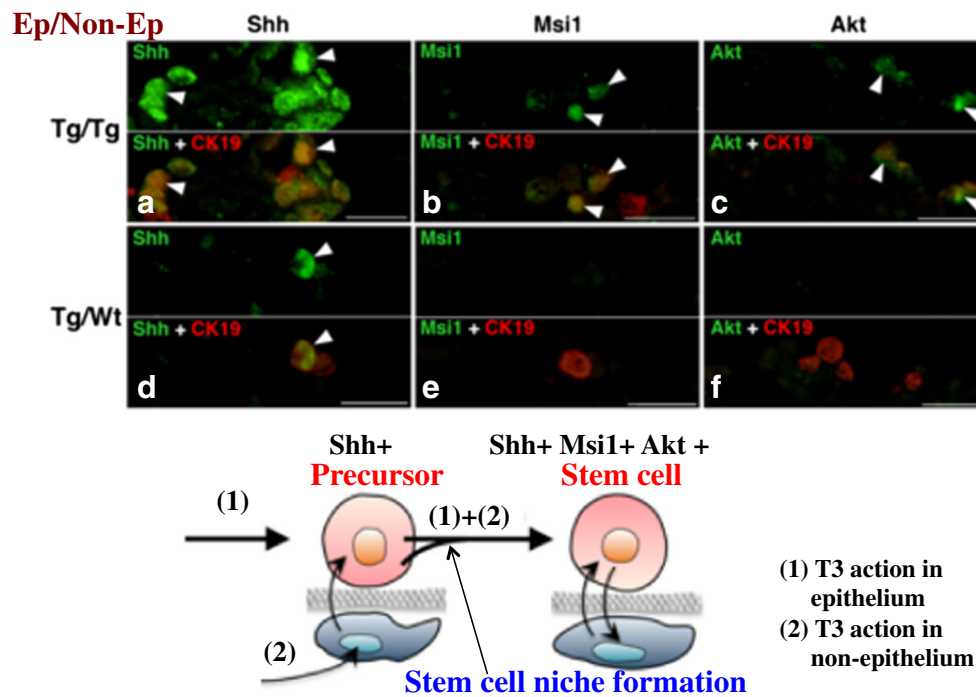 Ep/Non-Ep
Shh Msi1 Akt
Shh Msi1 Akt
Tg/Tg
Shh + CK19 Msi1 + CK19 Akt + CK19
a b c
Shh Msi1 Akt
Tg/Wt
Shh + CK19 Msi1 + CK19 Akt + CK19
d e f
Shh+ Shh+ Msi1+ Akt +
Precursor Stem cell
(1) (1)+(2)
(1) T3 action in
epithelium
(2) T3 action in
non-epithelium
(2)
Stem cell niche formation